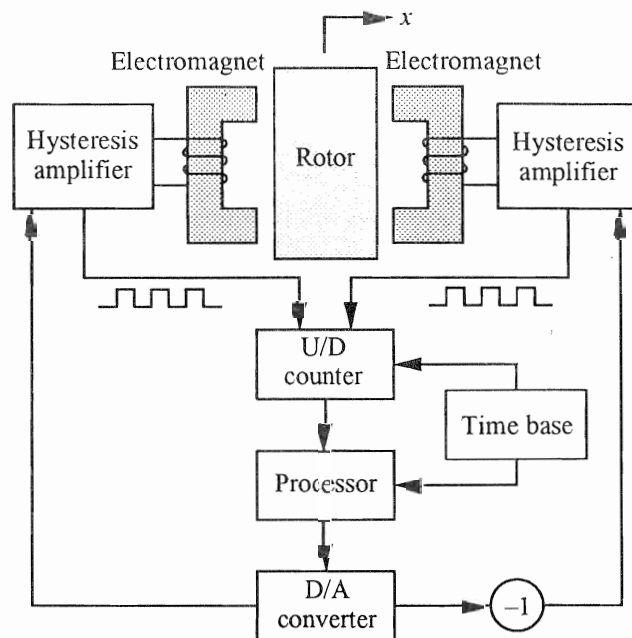 x
Electromagnet
Electromagnet
Hysteresis
amplifier
Rotor
Hysteresis
amplifier
U/D
counter
Time base
Processor
D/A
converter
–1